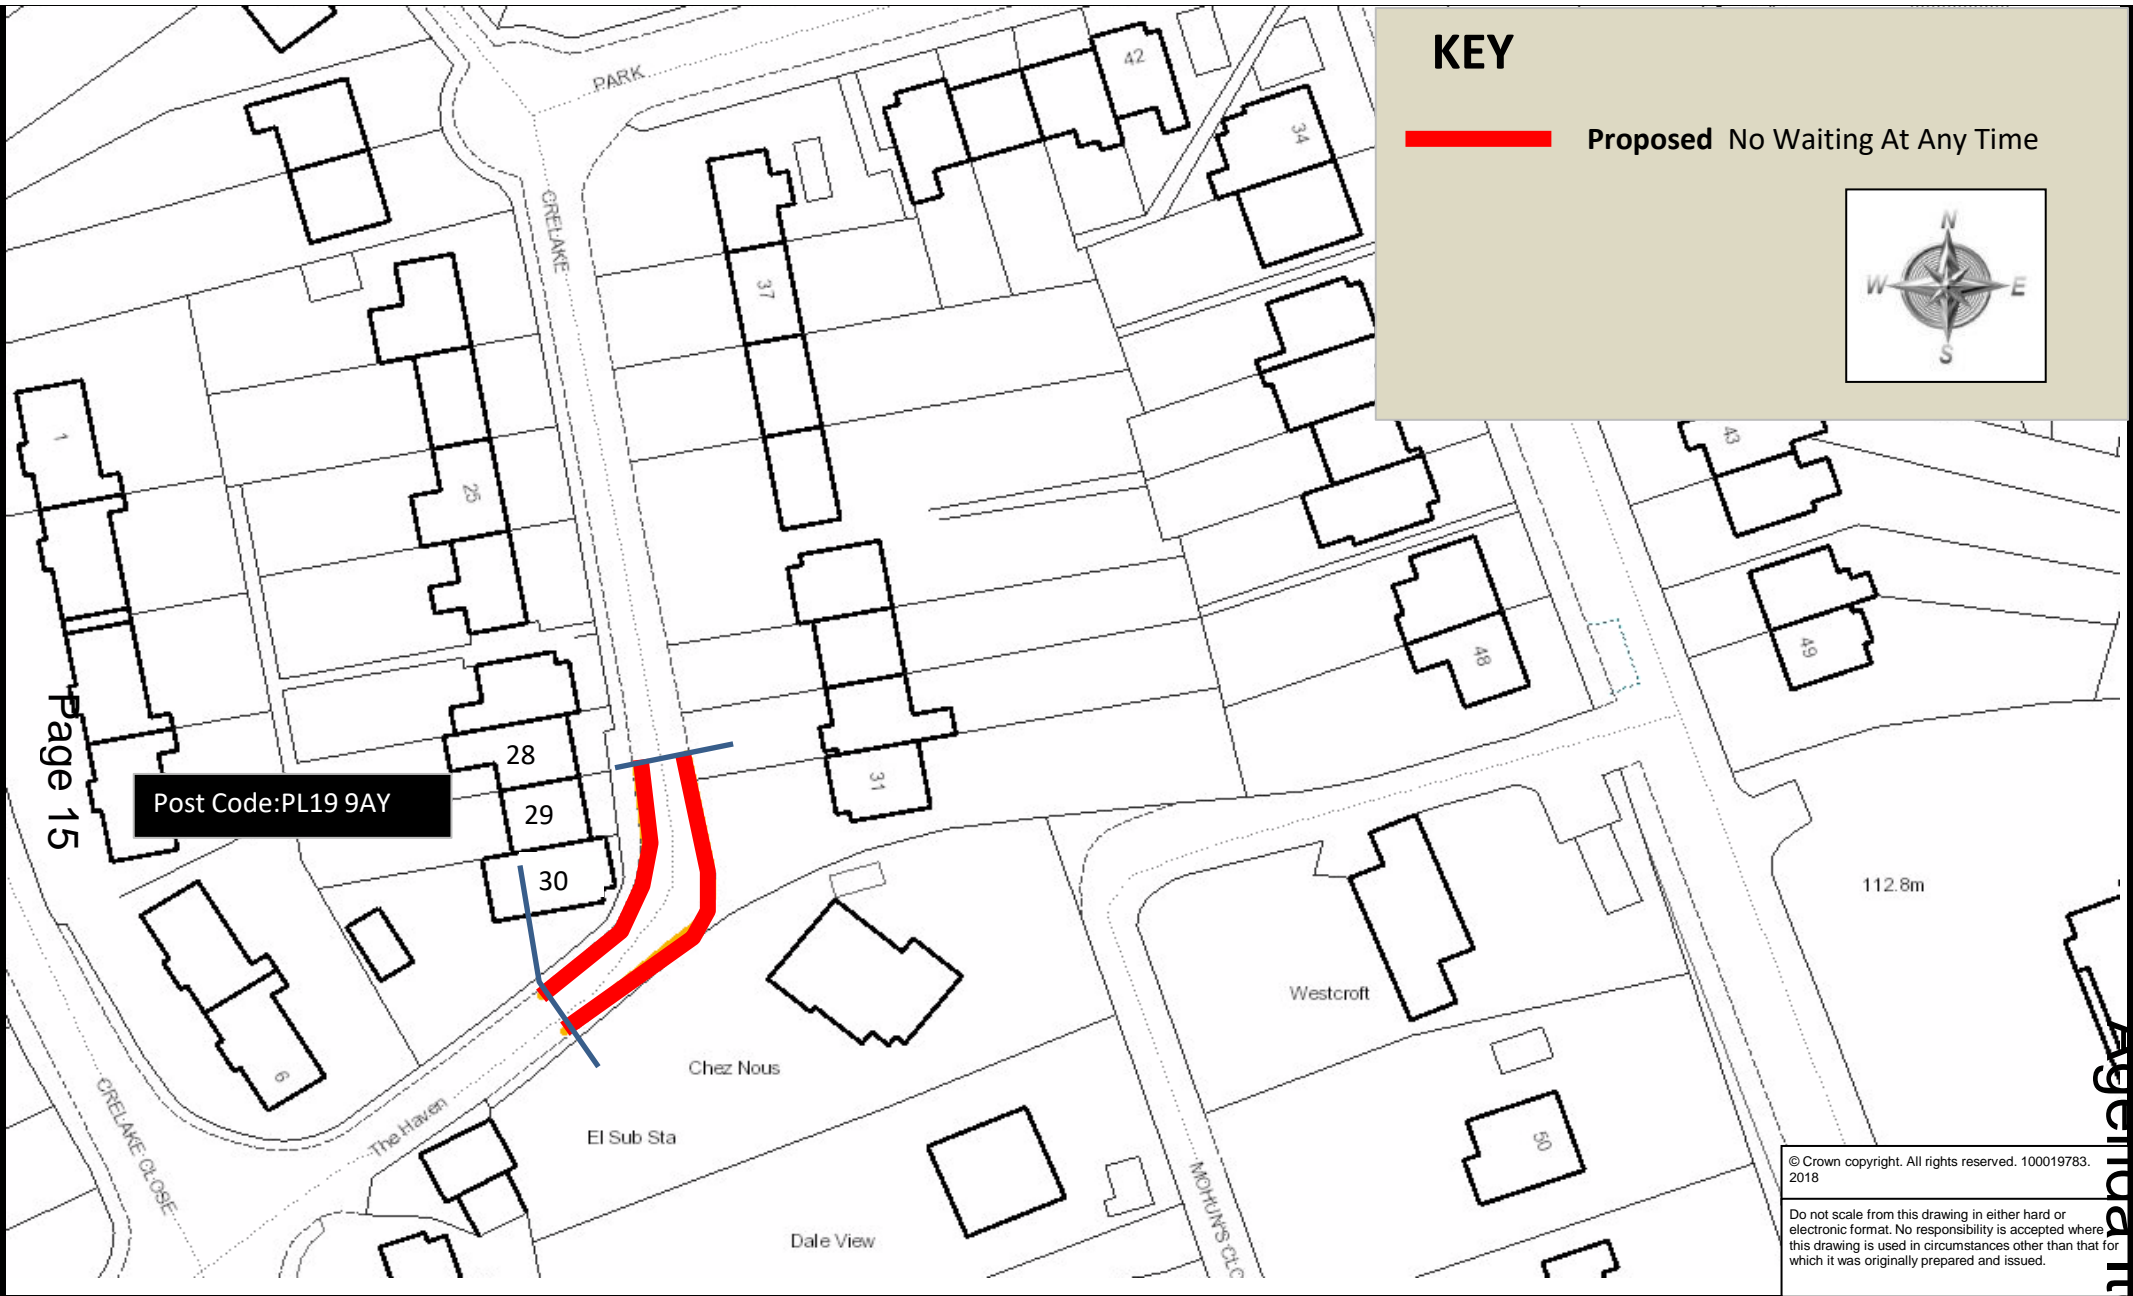 KEY
Proposed No Waiting At Any Time
N
W
E
S
PARK
42
34
CRELAKE
37
1
25
43
48
49
28
29
30
31
Page 15
Post Code:PL19 9AY
112.8m
Westcroft
Chez Nous
6
CRELAKE CLOSE
The Haven
El Sub Sta
50
Dale View
MOHUN'S CLO
© Crown copyright. All rights reserved. 100019783.
2018
Do not scale from this drawing in either hard or
electronic format. No responsibility is accepted where
this drawing is used in circumstances other than that for
which it was originally prepared and issued.
Agenda It